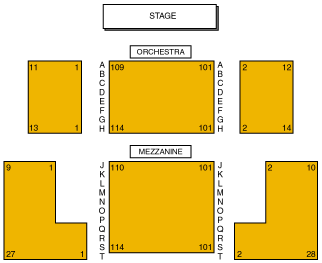 STAGE
ORCHESTRA
11 1 A 109 101 A 2 12
B B
C C
D D
E E
F F
G G
13 1 H 114 101 H 2 14
MEZZANINE
9 1 J 110 101 J 2 10
K K
L L
M M
N N
O O
P P
Q Q
R R
27 1 S 114 101 S 2 28
T T